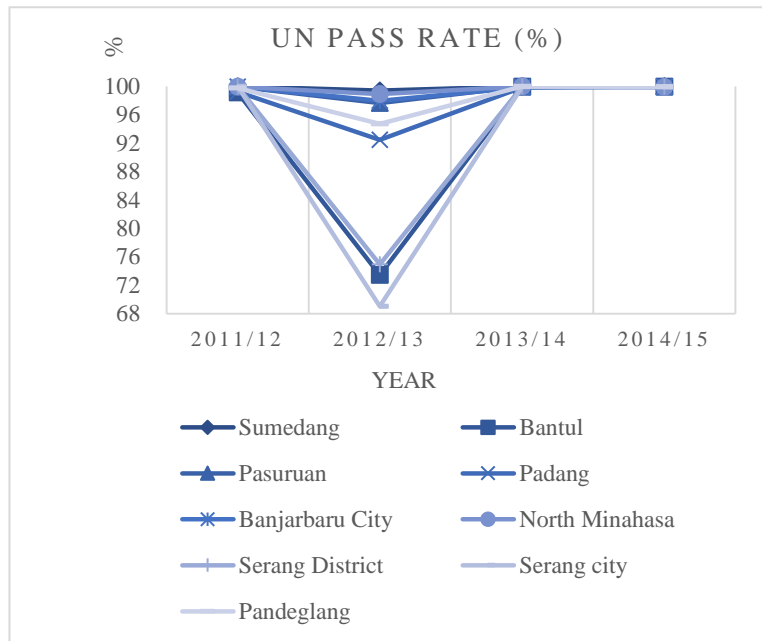 UN PASS RATE (%)
%
100
96
92
88
84
80
76
72
68
2011/12 2012/13 2013/14 2014/15
YEAR
Sumedang Bantul
Pasuruan Padang
Banjarbaru City North Minahasa
Serang District Serang city
Pandeglang